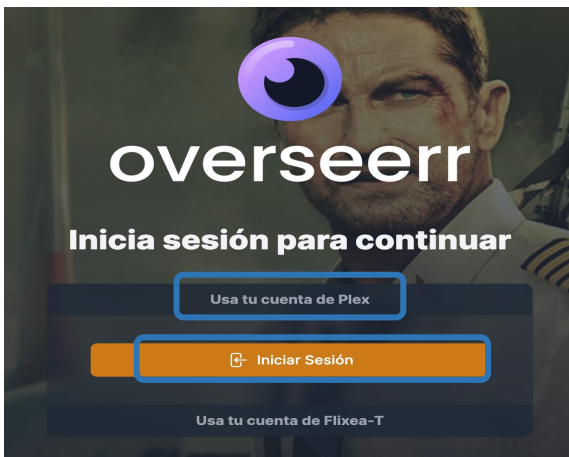 overseerr
Inicia sesión para continuar
Usa tu cuenta de Plex
Iniciar Sesión
Usa tu cuenta de Flixea-T